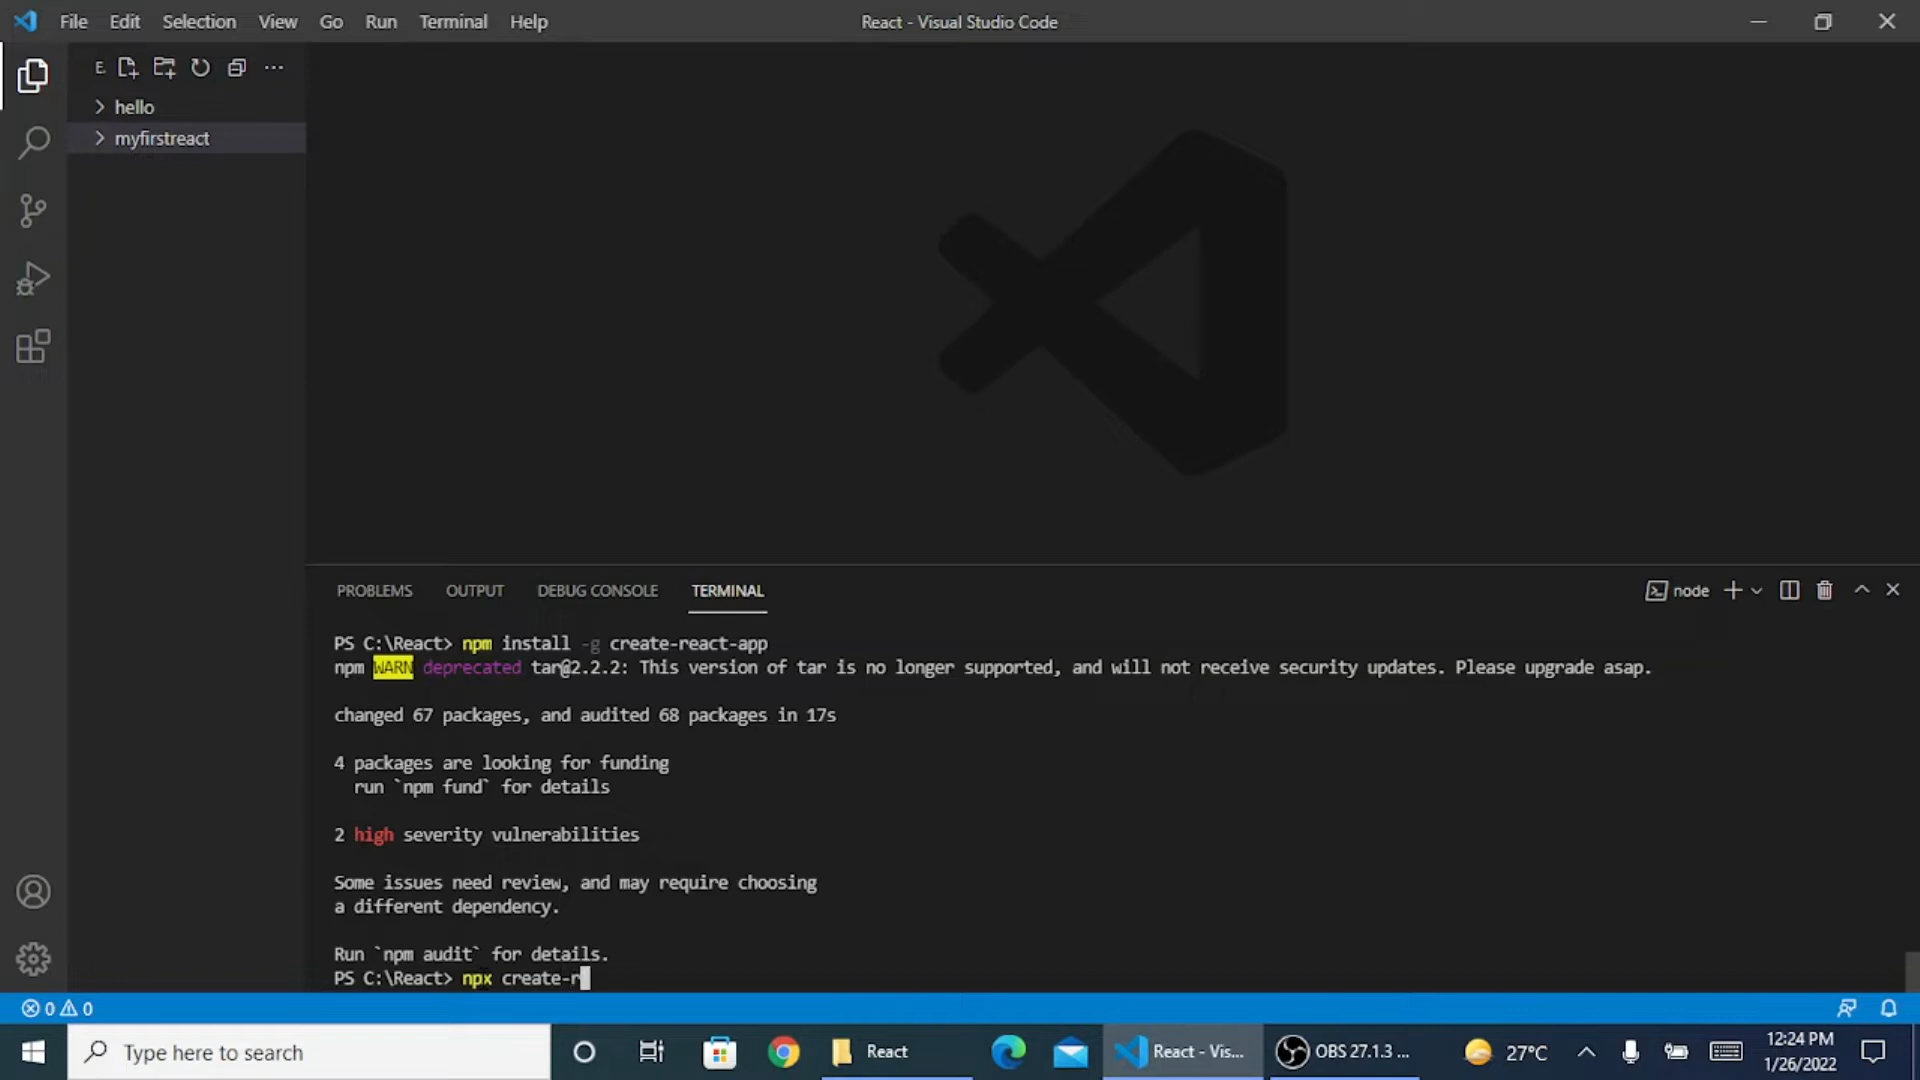 File Edit Selection View Go Run Terminal Help
React - Visual Studio Code
E
hello
myfirstreact
PROBLEMS OUTPUT DEBUG CONSOLE TERMINAL
node
PS C:\React> npm install -g create-react-app
npm WARN deprecated tar@2.2.2: This version of tar is no longer supported, and will not receive security updates. Please upgrade asap.
changed 67 packages, and audited 68 packages in 17s
4 packages are looking for funding
run `npm fund` for details
2 high severity vulnerabilities
Some issues need review, and may require choosing
a different dependency.
Run `npm audit` for details.
PS C:\React> npx create-r
0 0
Type here to search
React
React - Vis...
OBS 27.1.3 ...
27°C
12:24 PM
1/26/2022